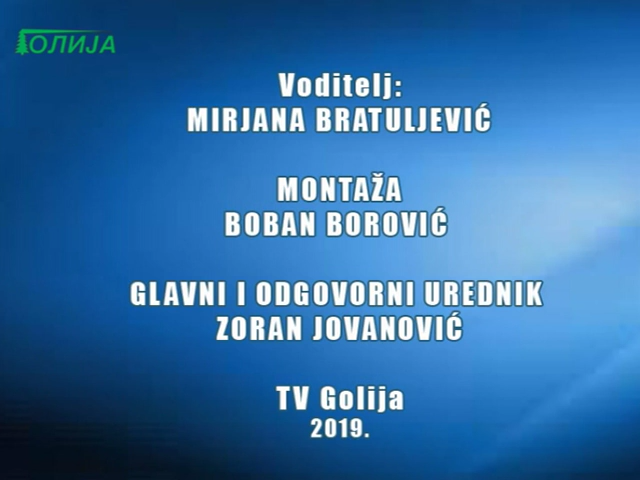 ГОЛИЈА
Voditelj:
MIRJANA BRATULJEVIĆ
MONTAŽA
BOBAN BOROVIĆ
GLAVNI I ODGOVORNI UREDNIK
ZORAN JOVANOVIĆ
TV Golija
2019.